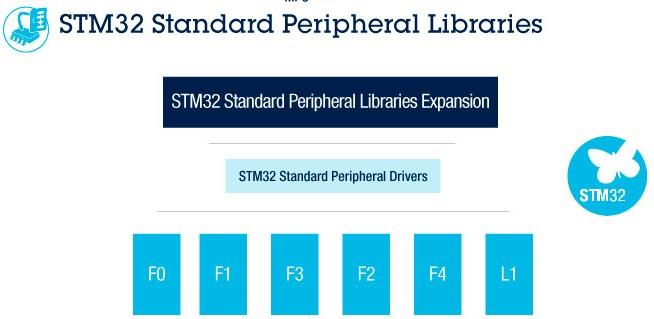 STM32 Standard Peripheral Libraries
STM32 Standard Peripheral Libraries Expansion
STM32 Standard Peripheral Drivers
STM32
F0 F1 F3 F2 F4 L1